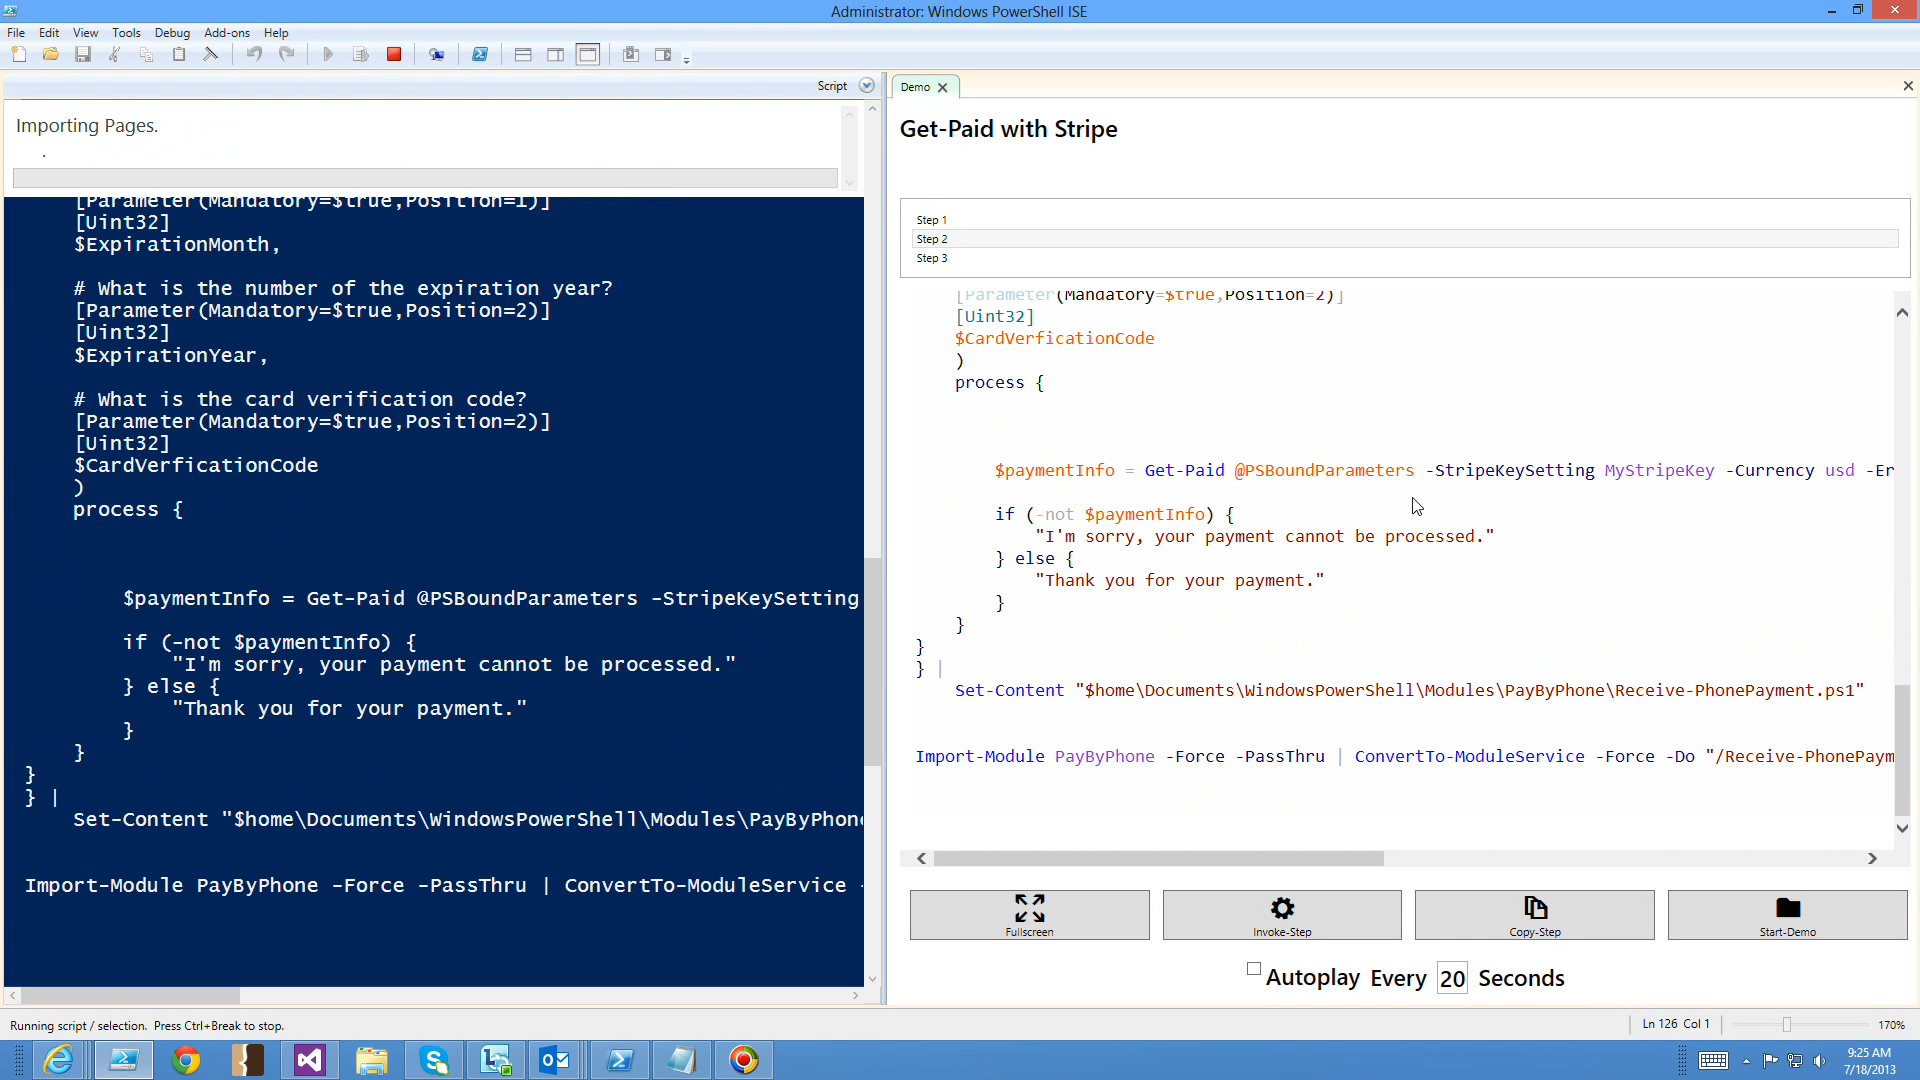 Administrator: Windows PowerShell ISE
File Edit View Tools Debug Add-ons Help
Script
Importing Pages.
.
[Parameter(Mandatory=$true,Position=1)]
[Uint32]
$ExpirationMonth,
# What is the number of the expiration year?
[Parameter(Mandatory=$true,Position=2)]
[Uint32]
$ExpirationYear,
# What is the card verification code?
[Parameter(Mandatory=$true,Position=2)]
[Uint32]
$CardVerficationCode
)
process {
$paymentInfo = Get-Paid @PSBoundParameters -StripeKeySetting
if (-not $paymentInfo) {
"I'm sorry, your payment cannot be processed."
} else {
"Thank you for your payment."
}
}
}
} |
Set-Content "$home\Documents\WindowsPowerShell\Modules\PayByPhone
Import-Module PayByPhone -Force -PassThru | ConvertTo-ModuleService -
Demo
Get-Paid with Stripe
Step 1
Step 2
Step 3
[Parameter(Mandatory=$true,Position=2)]
[Uint32]
$CardVerficationCode
)
process {
$paymentInfo = Get-Paid @PSBoundParameters -StripeKeySetting MyStripeKey -Currency usd -Er
if (-not $paymentInfo) {
"I'm sorry, your payment cannot be processed."
} else {
"Thank you for your payment."
}
}
}
} |
Set-Content "$home\Documents\WindowsPowerShell\Modules\PayByPhone\Receive-PhonePayment.ps1"
Import-Module PayByPhone -Force -PassThru | ConvertTo-ModuleService -Force -Do "/Receive-PhonePaym
Fullscreen
Invoke-Step
Copy-Step
Start-Demo
Autoplay Every 20 Seconds
Running script / selection. Press Ctrl+Break to stop.
Ln 126 Col 1
170%
9:25 AM
7/18/2013